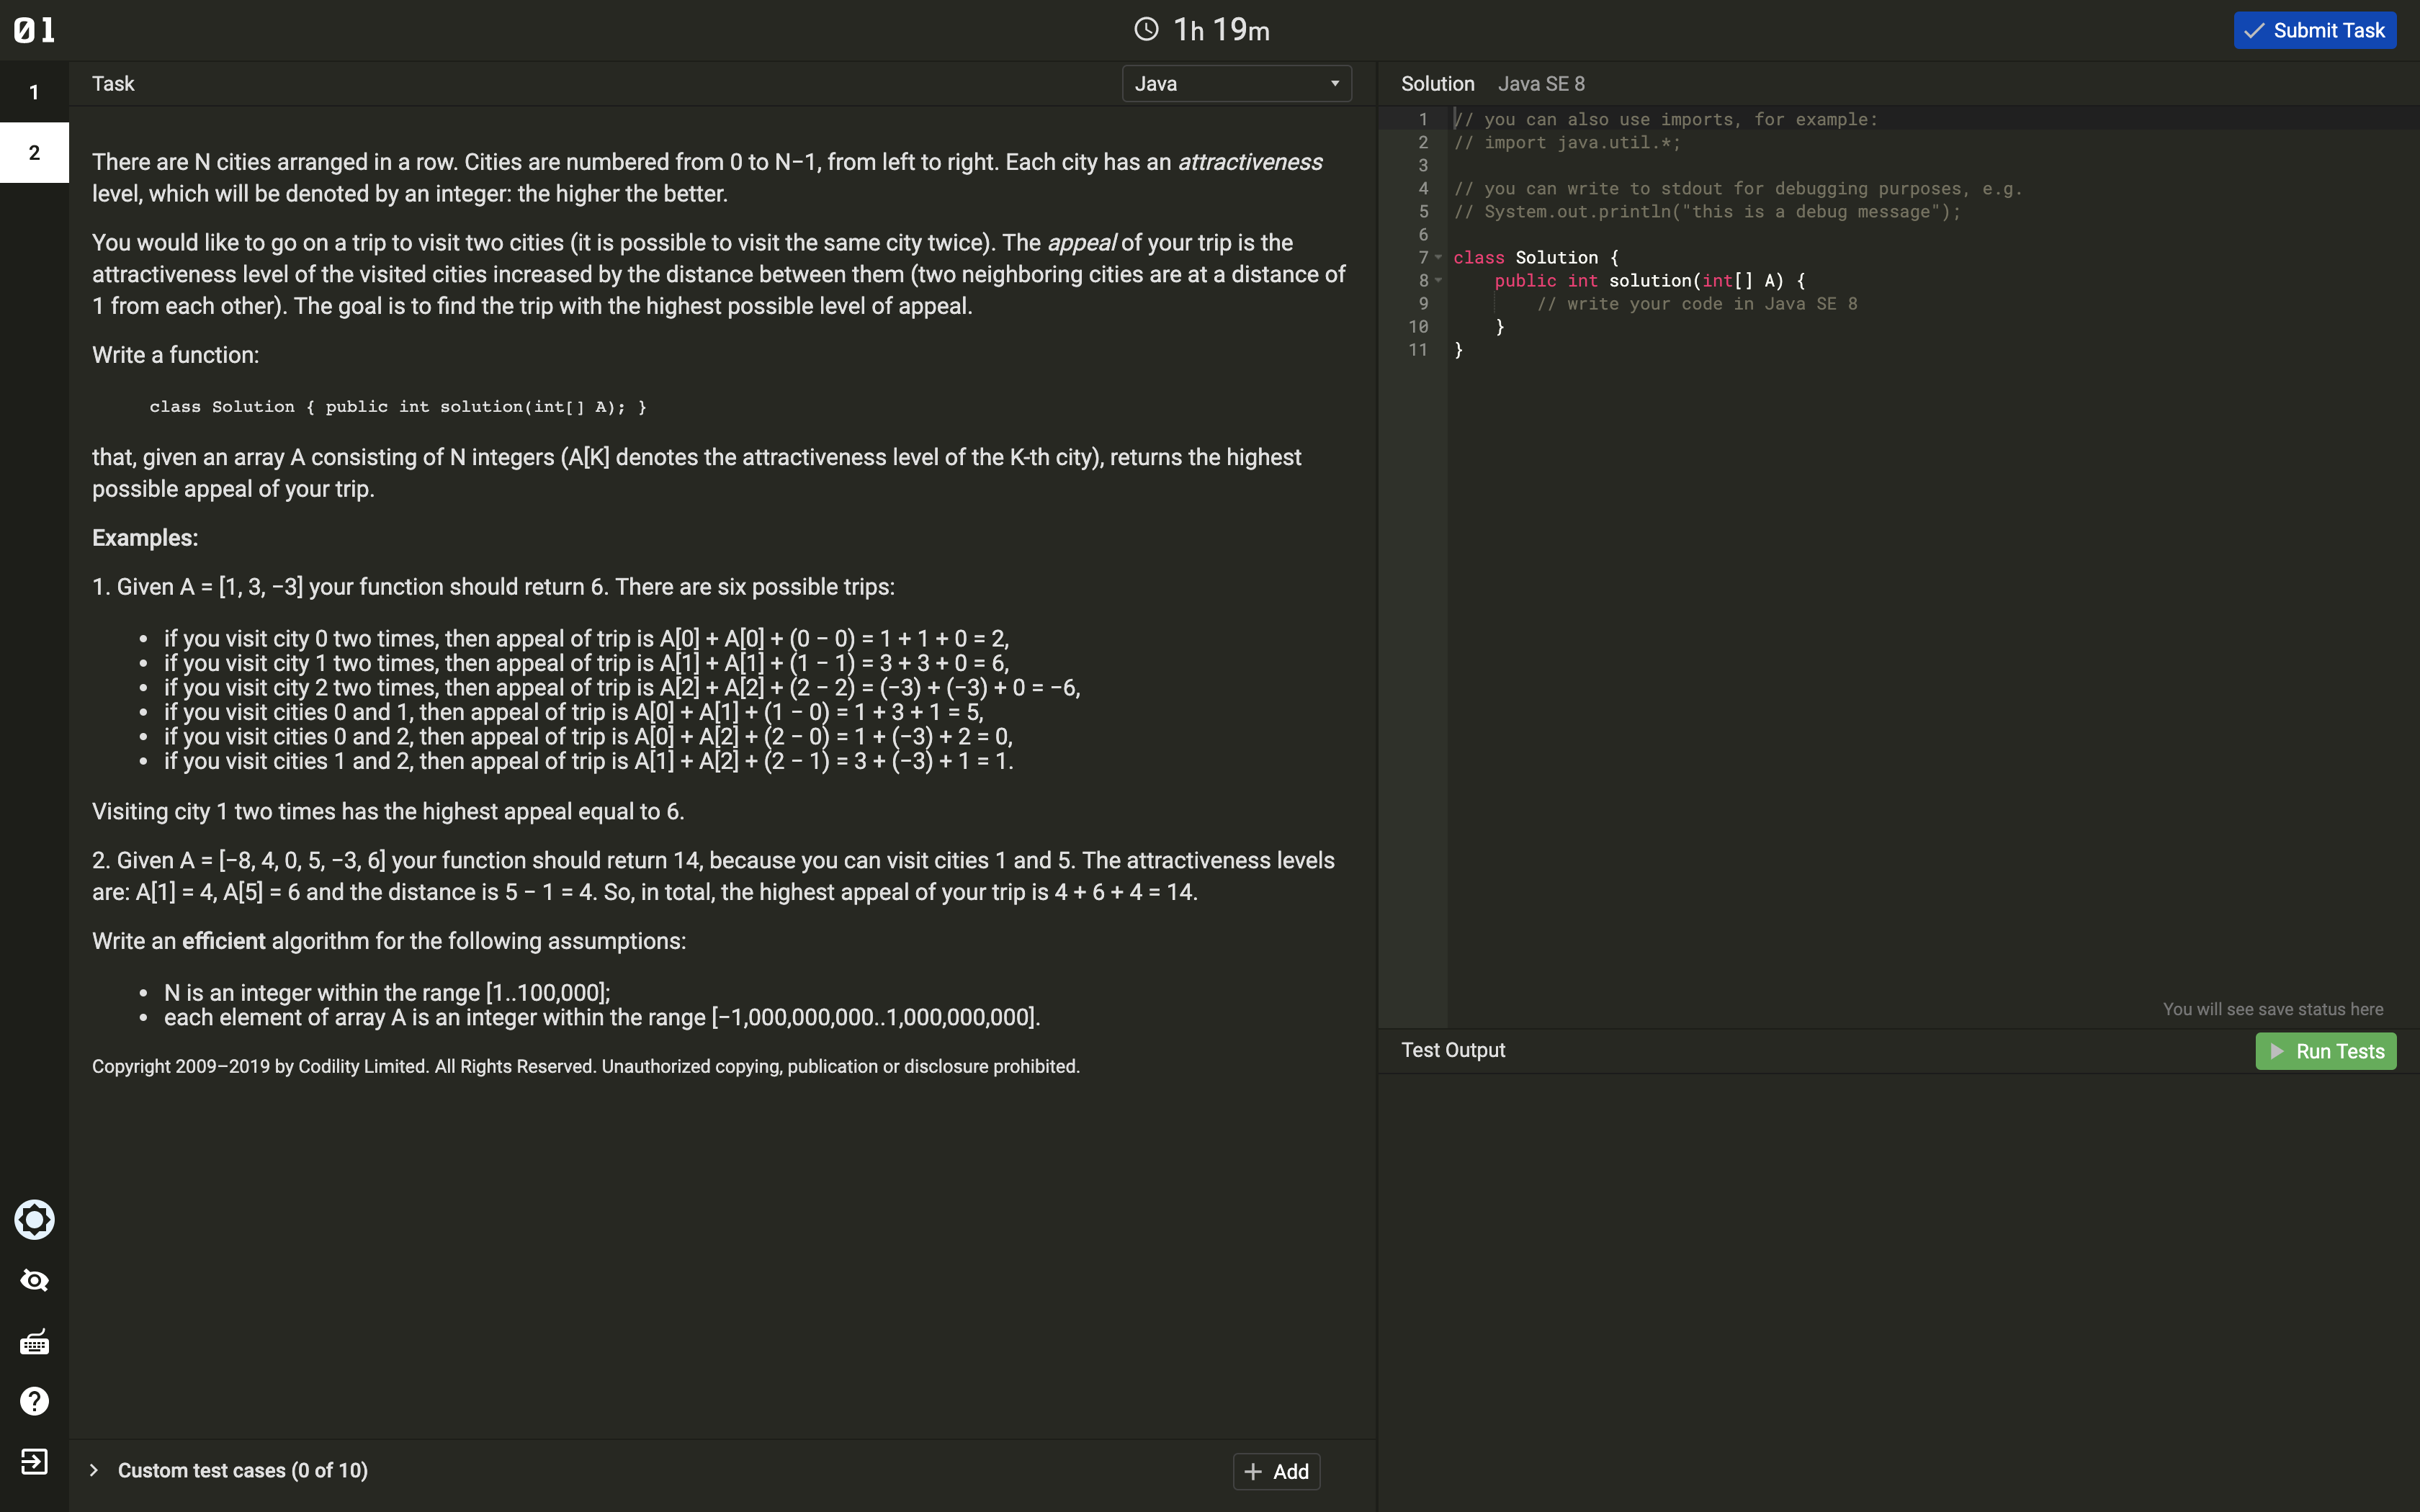 01
1h 19m
Submit Task
1
2
Task
Java
There are N cities arranged in a row. Cities are numbered from 0 to N−1, from left to right. Each city has an attractiveness
level, which will be denoted by an integer: the higher the better.
You would like to go on a trip to visit two cities (it is possible to visit the same city twice). The appeal of your trip is the
attractiveness level of the visited cities increased by the distance between them (two neighboring cities are at a distance of
1 from each other). The goal is to find the trip with the highest possible level of appeal.
Write a function:
class Solution { public int solution(int[] A); }
that, given an array A consisting of N integers (A[K] denotes the attractiveness level of the K-th city), returns the highest
possible appeal of your trip.
Examples:
1. Given A = [1, 3, −3] your function should return 6. There are six possible trips:
• if you visit city 0 two times, then appeal of trip is A[0] + A[0] + (0 − 0) = 1 + 1 + 0 = 2,
• if you visit city 1 two times, then appeal of trip is A[1] + A[1] + (1 − 1) = 3 + 3 + 0 = 6,
• if you visit city 2 two times, then appeal of trip is A[2] + A[2] + (2 − 2) = (−3) + (−3) + 0 = −6,
• if you visit cities 0 and 1, then appeal of trip is A[0] + A[1] + (1 − 0) = 1 + 3 + 1 = 5,
• if you visit cities 0 and 2, then appeal of trip is A[0] + A[2] + (2 − 0) = 1 + (−3) + 2 = 0,
• if you visit cities 1 and 2, then appeal of trip is A[1] + A[2] + (2 − 1) = 3 + (−3) + 1 = 1.
Visiting city 1 two times has the highest appeal equal to 6.
2. Given A = [−8, 4, 0, 5, −3, 6] your function should return 14, because you can visit cities 1 and 5. The attractiveness levels
are: A[1] = 4, A[5] = 6 and the distance is 5 − 1 = 4. So, in total, the highest appeal of your trip is 4 + 6 + 4 = 14.
Write an efficient algorithm for the following assumptions:
• N is an integer within the range [1..100,000];
• each element of array A is an integer within the range [−1,000,000,000..1,000,000,000].
Copyright 2009–2019 by Codility Limited. All Rights Reserved. Unauthorized copying, publication or disclosure prohibited.
Custom test cases (0 of 10)
+ Add
Solution Java SE 8
1 // you can also use imports, for example:
2 // import java.util.*;
3
4 // you can write to stdout for debugging purposes, e.g.
5 // System.out.println("this is a debug message");
6
7 class Solution {
8 public int solution(int[] A) {
9 // write your code in Java SE 8
10 }
11 }
You will see save status here
Test Output
Run Tests